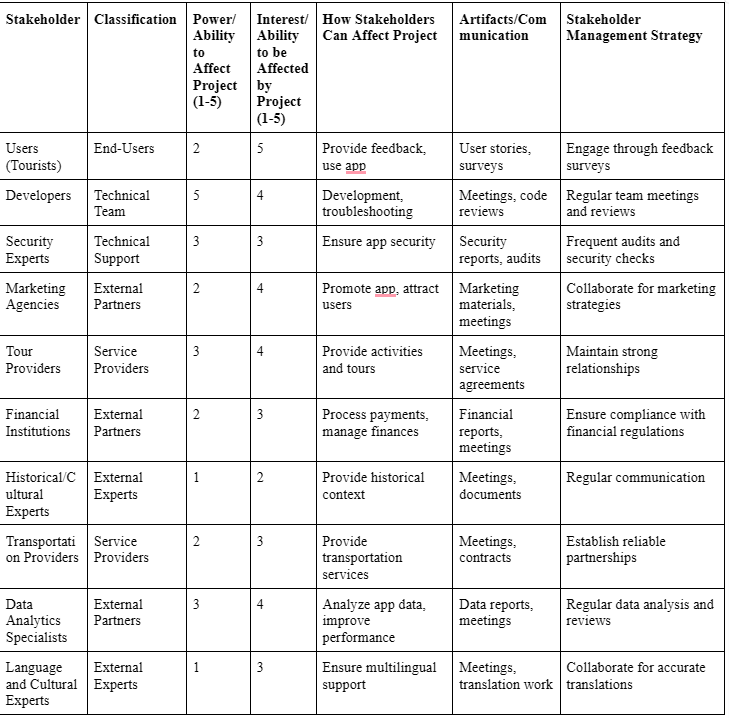 Stakeholder
Classification
Power/
Ability
to
Affect
Project
(1-5)
Interest/
Ability
to be
Affected
by
Project
(1-5)
How Stakeholders
Can Affect Project
Artifacts/Com
munication
Stakeholder
Management Strategy
Users
(Tourists)
End-Users
2
5
Provide feedback,
use app
User stories,
surveys
Engage through feedback
surveys
Developers
Technical
Team
5
4
Development,
troubleshooting
Meetings, code
reviews
Regular team meetings
and reviews
Security
Experts
Technical
Support
3
3
Ensure app security
Security
reports, audits
Frequent audits and
security checks
Marketing
Agencies
External
Partners
2
4
Promote app, attract
users
Marketing
materials,
meetings
Collaborate for marketing
strategies
Tour
Providers
Service
Providers
3
4
Provide activities
and tours
Meetings,
service
agreements
Maintain strong
relationships
Financial
Institutions
External
Partners
2
3
Process payments,
manage finances
Financial
reports,
meetings
Ensure compliance with
financial regulations
Historical/C
ultural
Experts
External
Experts
1
2
Provide historical
context
Meetings,
documents
Regular communication
Transportati
on Providers
Service
Providers
2
3
Provide
transportation
services
Meetings,
contracts
Establish reliable
partnerships
Data
Analytics
Specialists
External
Partners
3
4
Analyze app data,
improve
performance
Data reports,
meetings
Regular data analysis and
reviews
Language
and Cultural
Experts
External
Experts
1
3
Ensure multilingual
support
Meetings,
translation work
Collaborate for accurate
translations